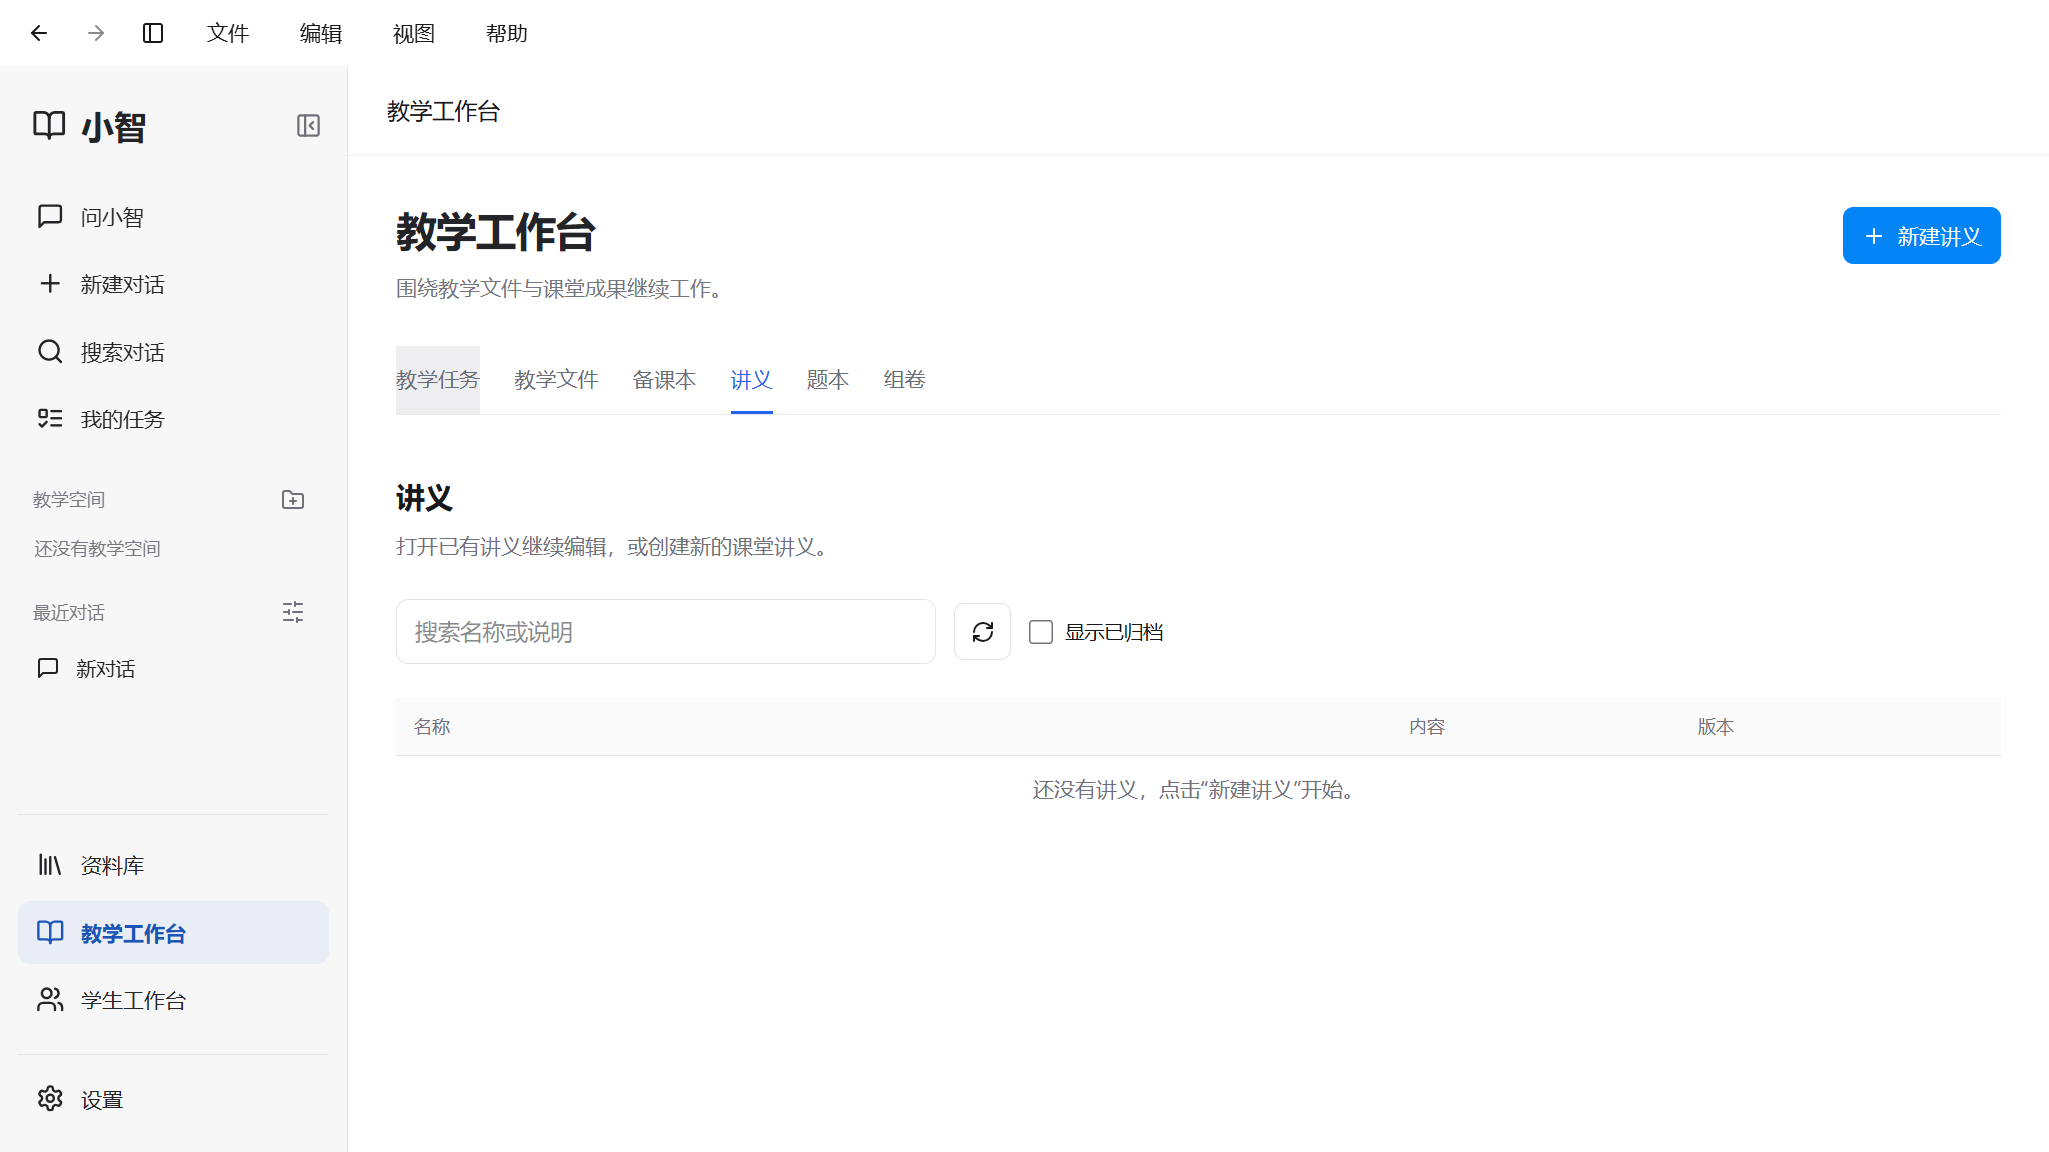 文件 编辑 视图 帮助
小智
问小智
新建对话
搜索对话
我的任务
教学空间
还没有教学空间
最近对话
新对话
资料库
教学工作台
学生工作台
设置
教学工作台
教学工作台
新建讲义
围绕教学文件与课堂成果继续工作。
教学任务 教学文件 备课本 讲义 题本 组卷
讲义
打开已有讲义继续编辑，或创建新的课堂讲义。
搜索名称或说明 显示已归档
名称 内容 版本
还没有讲义，点击“新建讲义”开始。